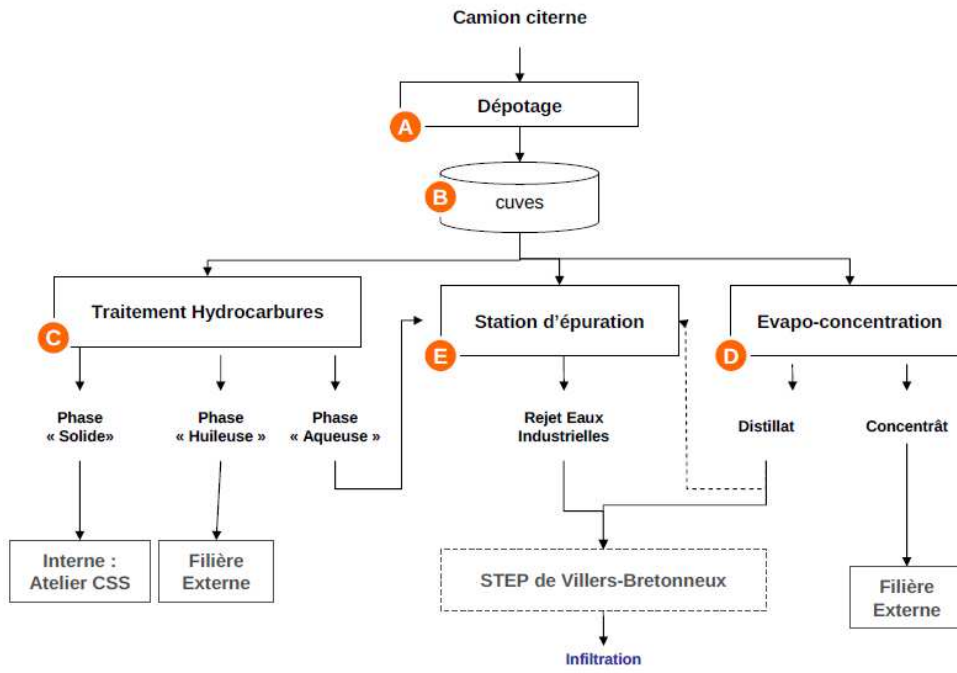 Camion citerne
Dépotage
A
B
cuves
Traitement Hydrocarbures
C
Station d'épuration
E
Evapo-concentration
D
Phase
« Solide»
Phase
« Huileuse »
Phase
« Aqueuse »
Rejet Eaux
Industrielles
Distillat
Concentrât
Interne :
Atelier CSS
Filière
Externe
STEP de Villers-Bretonneux
Filière
Externe
Infiltration